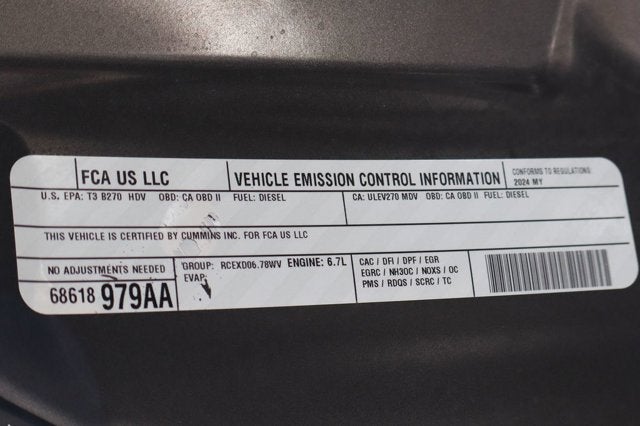 FCA US LLC VEHICLE EMISSION CONTROL INFORMATION CONFORMS TO REGULATIONS:
2024 MY
U.S. EPA: T3 B270 HDV OBD: CA OBD II FUEL: DIESEL CA: ULEV270 MDV OBD: CA OBD II FUEL: DIESEL
THIS VEHICLE IS CERTIFIED BY CUMMINS INC. FOR FCA US LLC
NO ADJUSTMENTS NEEDED
68618 979AA
GROUP: RCEXD06.78WV ENGINE: 6.7L
EVAP:
CAC / DFI / DPF / EGR
EGRC / NH3OC / NOXS / OC
PMS / RDQS / SCRC / TC